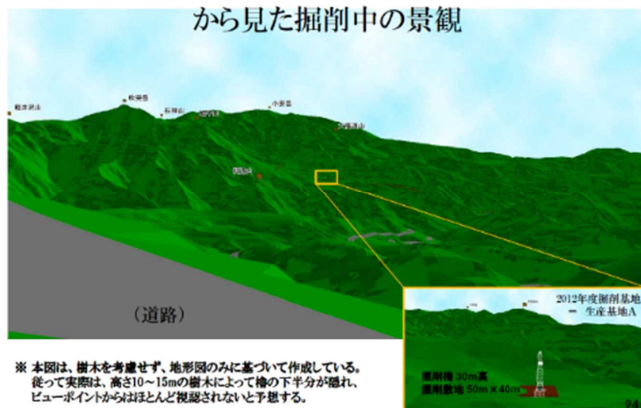 から見た掘削中の景観
小安岳
(道路)
2012年度掘削基地
ー 生産基地A
掘削櫓 30m高
掘削敷地 50m×40m
24
※ 本図は、樹木を考慮せず、地形図のみに基づいて作成している。
従って実際は、高さ10~15mの樹木によって櫓の下半分が隠れ、
ビューポイントからはほとんど視認されないと予想する。